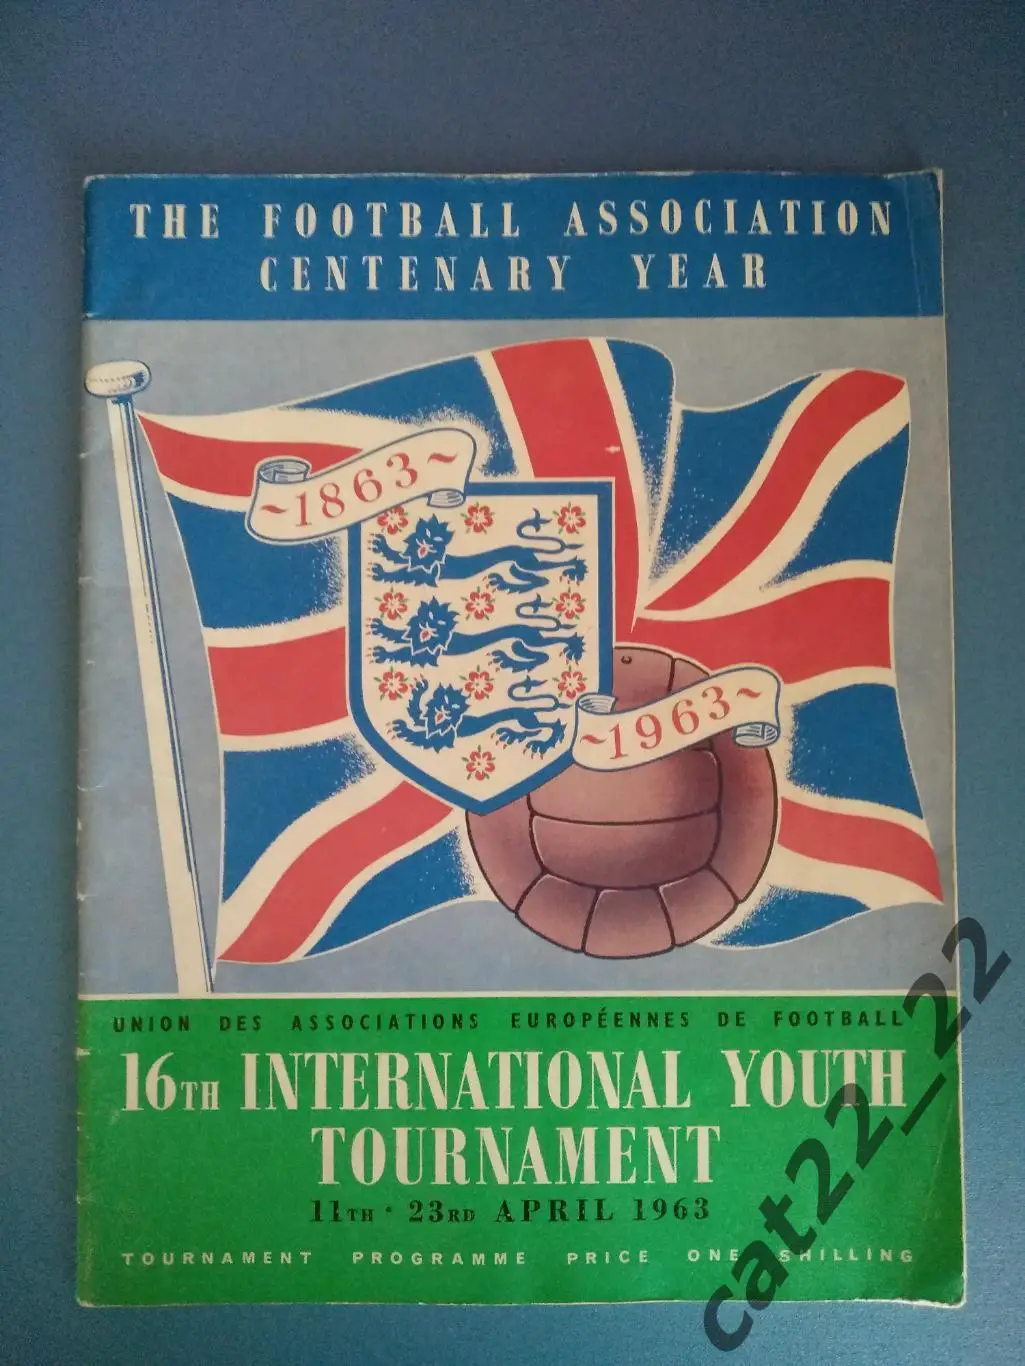 THE FOOTBALL ASSOCIATION
CENTENARY YEAR
~1863~
~1963~
UNION DES ASSOCIATIONS EUROPÉENNES DE FOOTBALL
16TH INTERNATIONAL YOUTH
TOURNAMENT
11TH · 23RD APRIL 1963
TOURNAMENT PROGRAMME PRICE ONE SHILLING
cat22_22